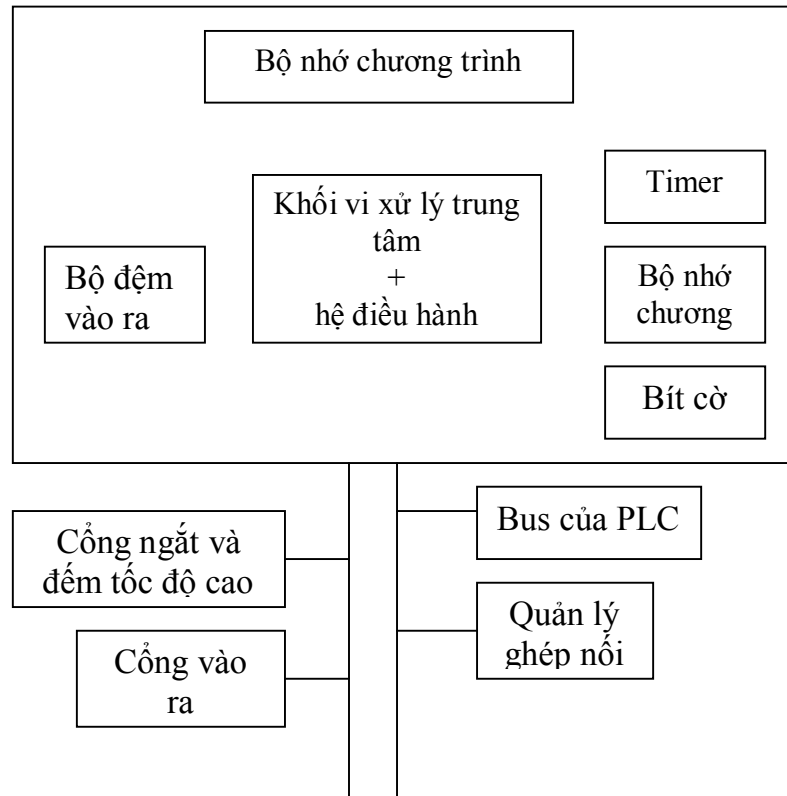 Bộ nhớ chương trình
Khối vi xử lý trung
tâm
+
hệ điều hành
Timer
Bộ đệm
vào ra
Bộ nhớ
chương
Bít cờ
Cổng ngắt và
đếm tốc độ cao
Bus của PLC
Cổng vào
ra
Quản lý
ghép nối